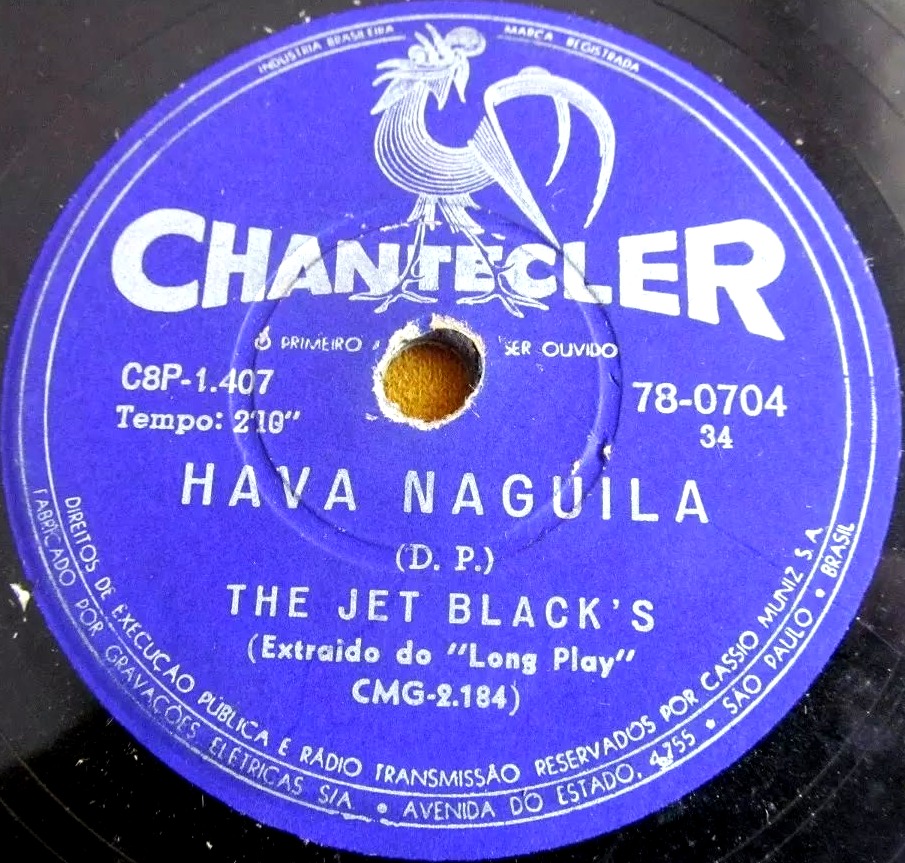 INDUSTRIA BRASILEIRA
MARCA REGISTRADA
CHANTECLER
O PRIMEIRO A SER OUVIDO
C8P-1.407
Tempo: 2'10"
78-0704
34
HAVA NAGUILA
(D. P.)
THE JET BLACK'S
(Extraido do "Long Play"
CMG-2.184)
DIREITOS DE EXECUÇÃO PÚBLICA E RÁDIO TRANSMISSÃO RESERVADOS POR CASSIO MUNIZ S.A.
FABRICADO POR GRAVAÇÕES ELÉTRICAS S/A • AVENIDA DO ESTADO, 4755 • SÃO PAULO • BRASIL